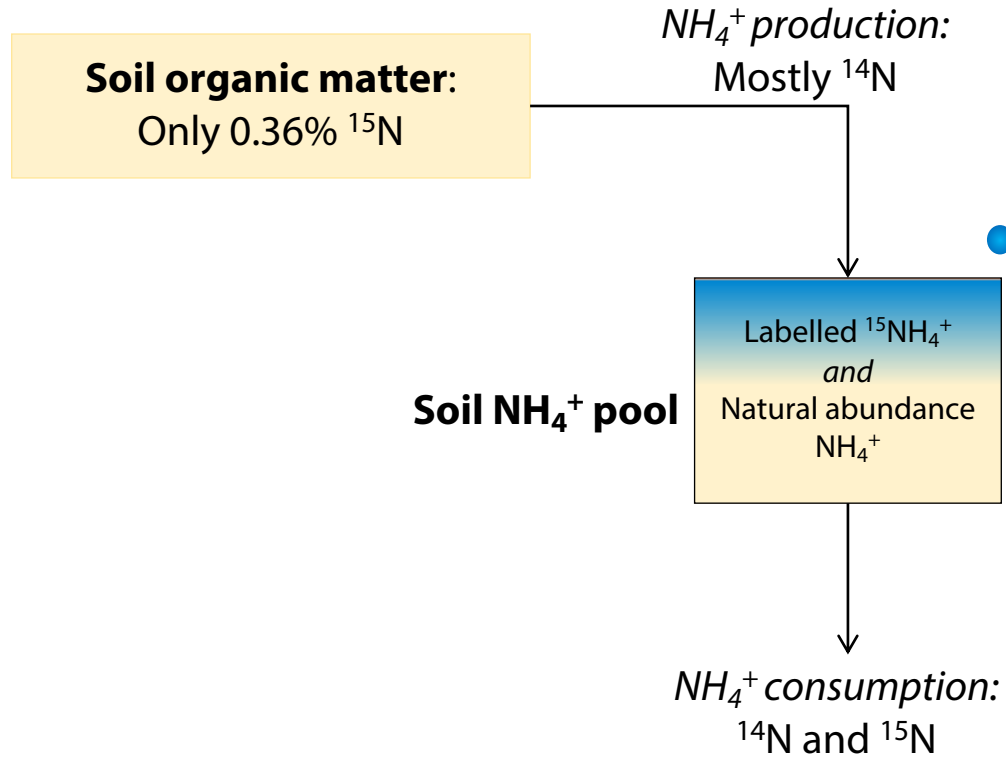 NH₄⁺ production:
Mostly ¹⁴N
Soil organic matter:
Only 0.36% ¹⁵N
Labelled ¹⁵NH₄⁺
and
Natural abundance
NH₄⁺
Soil NH₄⁺ pool
NH₄⁺ consumption:
¹⁴N and ¹⁵N